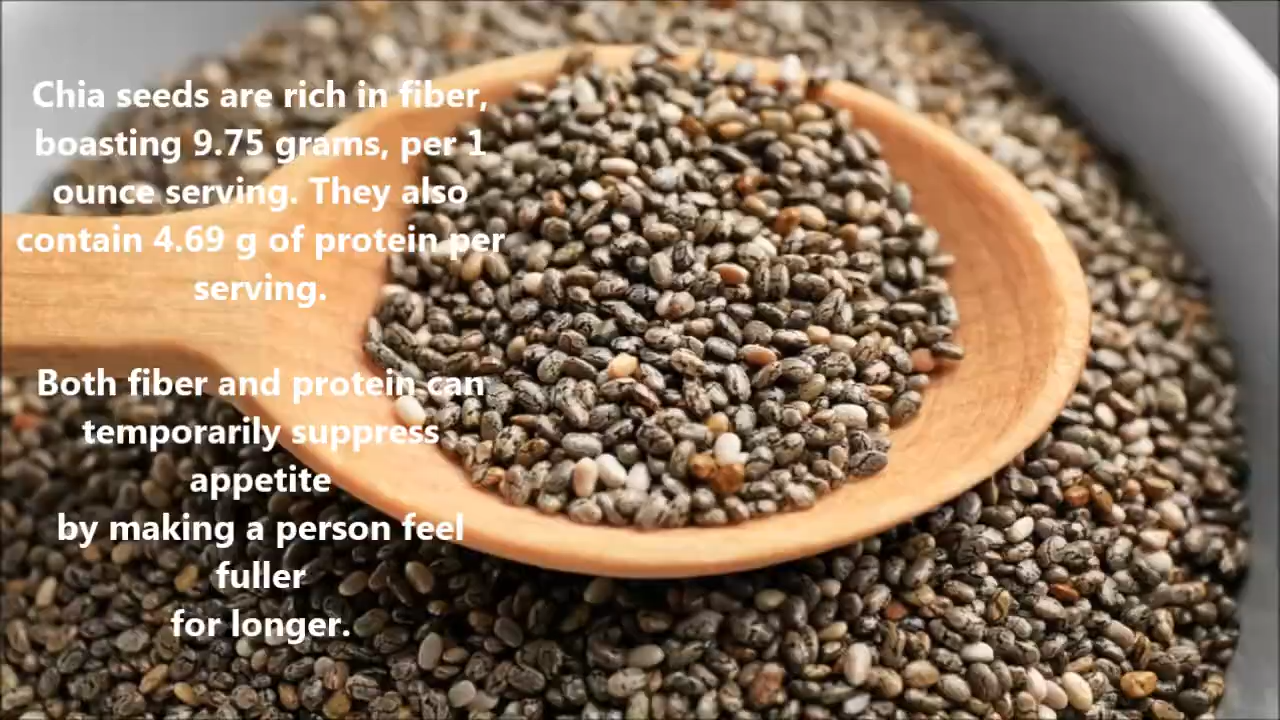 Chia seeds are rich in fiber,
boasting 9.75 grams, per 1
ounce serving. They also
contain 4.69 g of protein per
serving.
Both fiber and protein can
temporarily suppress
appetite
by making a person feel
fuller
for longer.